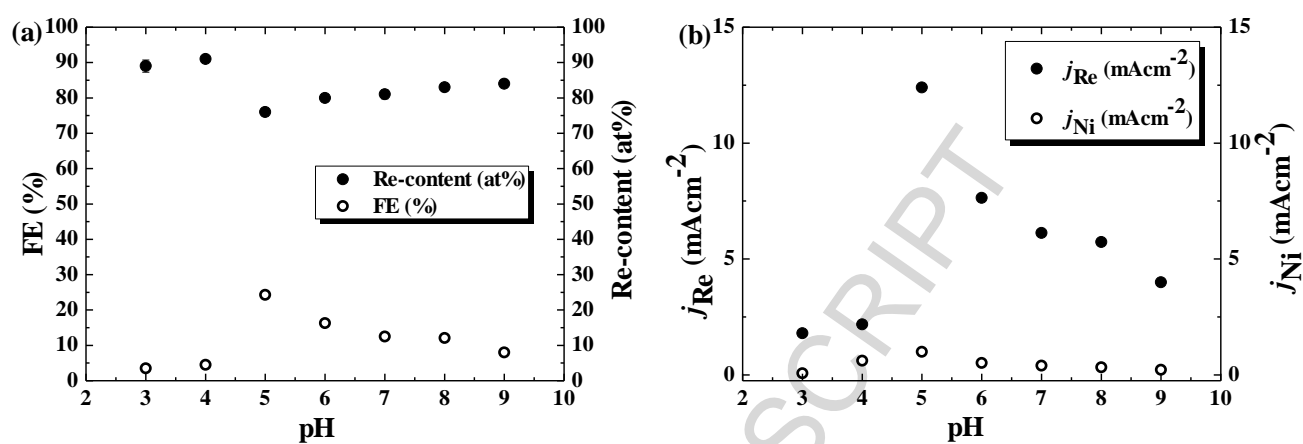 (a)
100
90
80
70
60
50
40
30
20
10
0
FE (%)
Re-content (at%)
FE (%)
100
90
80
70
60
50
40
30
20
10
0
Re-content (at%)
2 3 4 5 6 7 8 9 10
pH
(b)
15
10
5
0
jRe (mAcm-2)
jRe (mAcm-2)
jNi (mAcm-2)
15
10
5
0
jNi (mAcm-2)
2 3 4 5 6 7 8 9 10
pH
SCRIPT